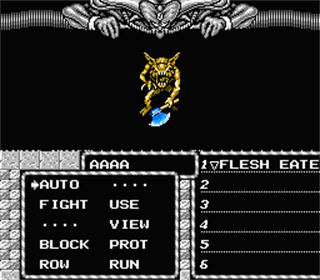 AAAA
1▽FLESH EATE
➔AUTO ····
2
FIGHT USE
3
···· VIEW
4
BLOCK PROT
5
ROW RUN
6